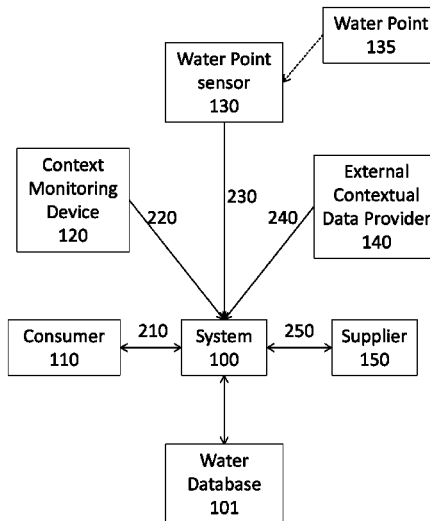 Water Point
135
Water Point
sensor
130
Context
Monitoring
Device
120
External
Contextual
Data Provider
140
220
230
240
Consumer
110
210
System
100
250
Supplier
150
Water
Database
101